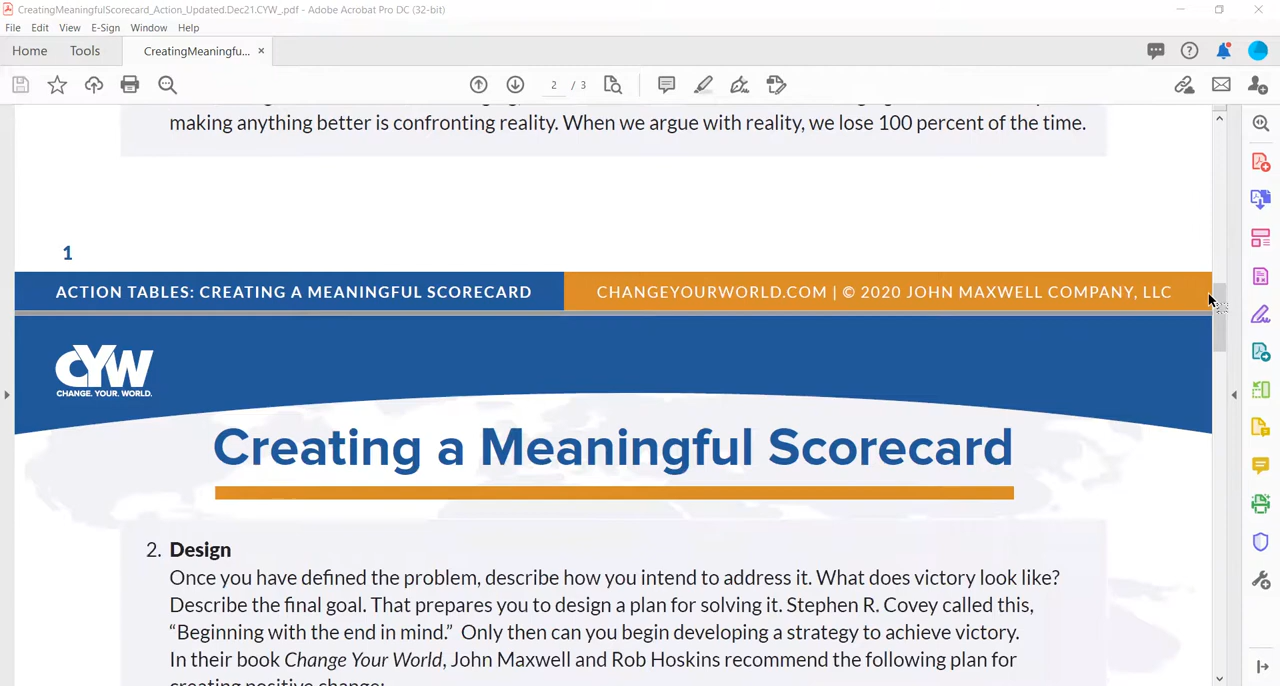 CreatingMeaningfulScorecard_Action_Updated.Dec21.CYW_.pdf - Adobe Acrobat Pro DC (32-bit)
File Edit View E-Sign Window Help
Home Tools CreatingMeaningfu... ×
2 / 3
making anything better is confronting reality. When we argue with reality, we lose 100 percent of the time.
1
ACTION TABLES: CREATING A MEANINGFUL SCORECARD
CHANGEYOURWORLD.COM | © 2020 JOHN MAXWELL COMPANY, LLC
CYW
CHANGE. YOUR. WORLD.
Creating a Meaningful Scorecard
2. Design
Once you have defined the problem, describe how you intend to address it. What does victory look like?
Describe the final goal. That prepares you to design a plan for solving it. Stephen R. Covey called this,
“Beginning with the end in mind.” Only then can you begin developing a strategy to achieve victory.
In their book Change Your World, John Maxwell and Rob Hoskins recommend the following plan for
creating positive change: